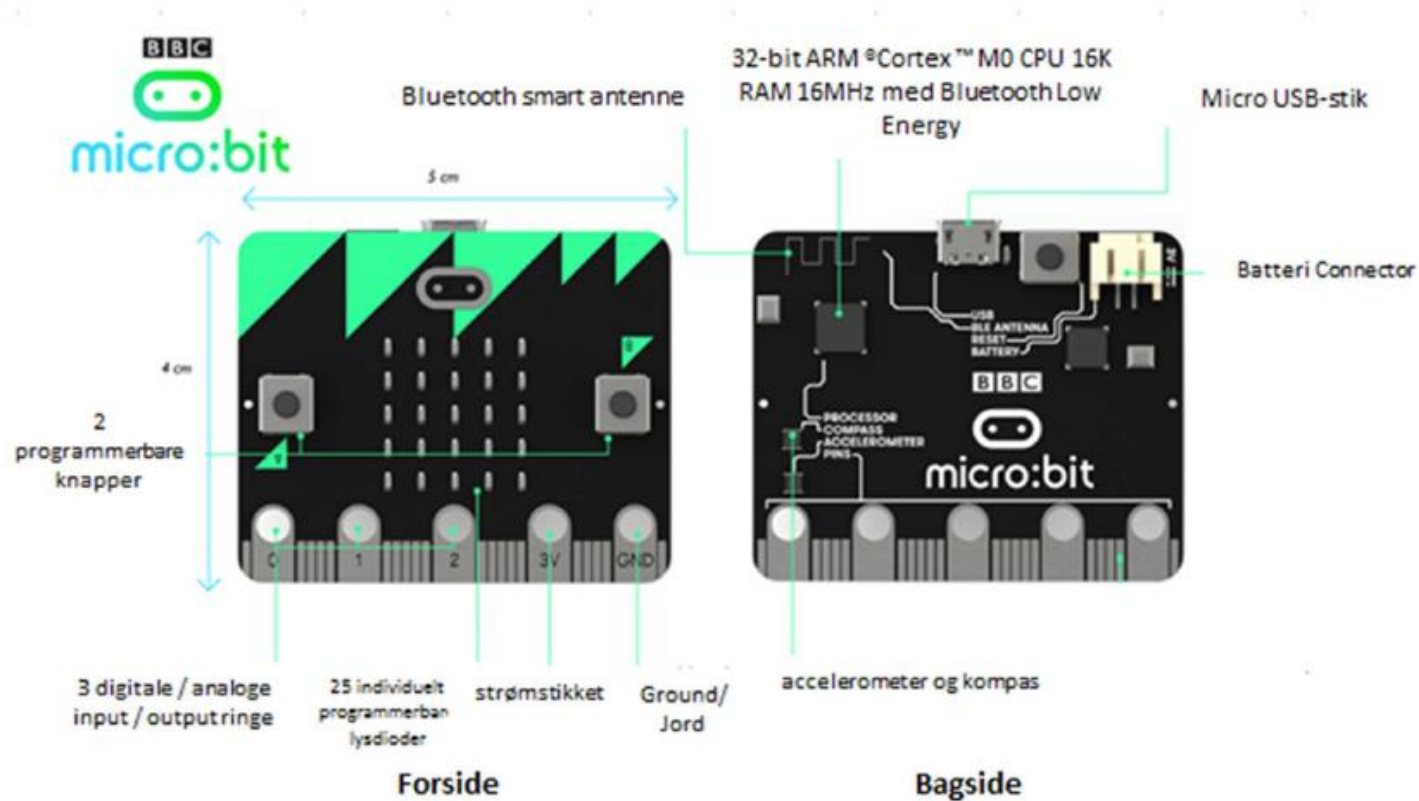 BBC
micro:bit
Bluetooth smart antenne
32-bit ARM ®Cortex™ M0 CPU 16K
RAM 16MHz med Bluetooth Low
Energy
Micro USB-stik
5 cm
4 cm
Batteri Connector
2
programmerbare
knapper
A
B
0
1
2
3V
GND
USB
BLE ANTENNA
RESET
BATTERY
BBC
PROCESSOR
COMPASS
ACCELEROMETER
PINS
micro:bit
3 digitale / analoge
input / output ringe
25 individuelt
programmerban
lysdioder
strømstikket
Ground/
Jord
accelerometer og kompas
Forside
Bagside